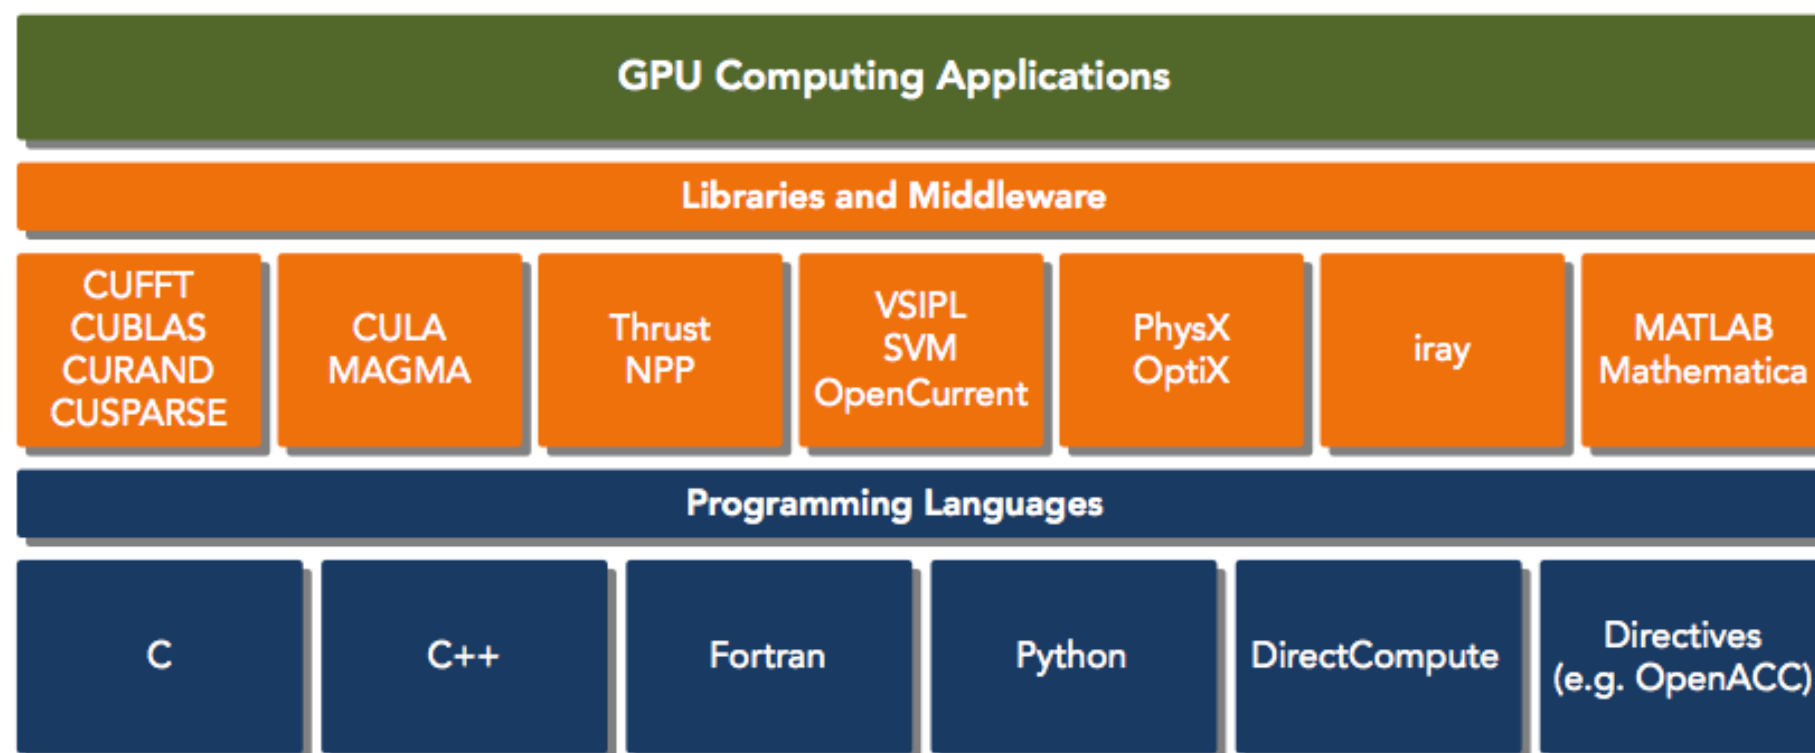 GPU Computing Applications
Libraries and Middleware
CUFFT
CUBLAS
CURAND
CUSPARSE
CULA
MAGMA
Thrust
NPP
VSIPL
SVM
OpenCurrent
PhysX
OptiX
iray
MATLAB
Mathematica
Programming Languages
C
C++
Fortran
Python
DirectCompute
Directives
(e.g. OpenACC)